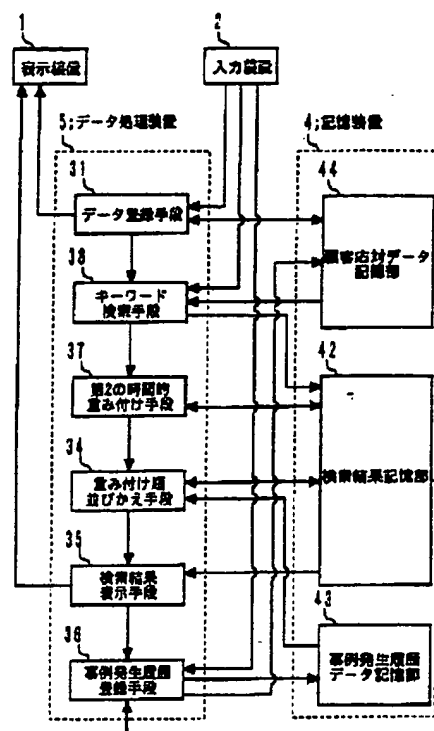 1
表示装置
2
入力装置
5;データ処理装置
4;記憶装置
31
データ登録手段
44
顧客応対データ
記憶部
38
キーワード
検索手段
37
第2の時間的
重み付け手段
42
検索結果記憶部
34
重み付け順
並びかえ手段
35
検索結果
表示手段
43
事例発生履歴
データ記憶部
36
事例発生履歴
登録手段